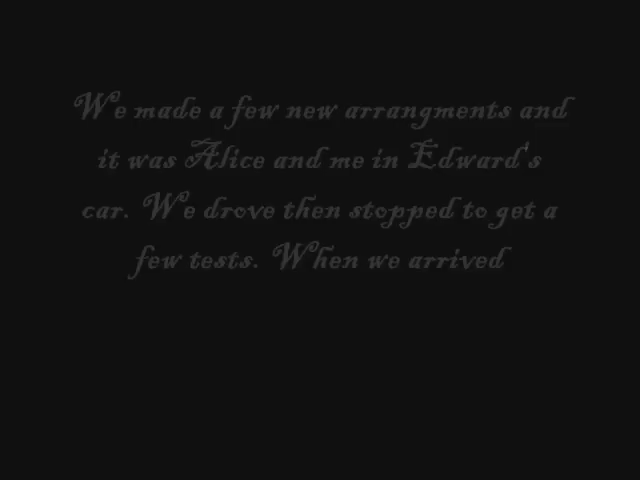 We made a few new arrangments and
it was Alice and me in Edward's
car. We drove then stopped to get a
few tests. When we arrived